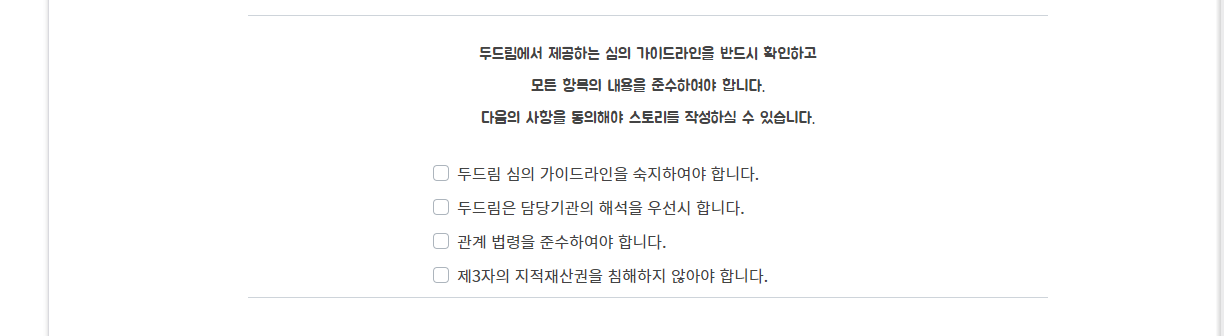 두드림에서 제공하는 심의 가이드라인을 반드시 확인하고
모든 항목의 내용을 준수하여야 합니다.
다음의 사항을 동의해야 스토리를 작성하실 수 있습니다.
두드림 심의 가이드라인을 숙지하여야 합니다.
두드림은 담당기관의 해석을 우선시 합니다.
관계 법령을 준수하여야 합니다.
제3자의 지적재산권을 침해하지 않아야 합니다.